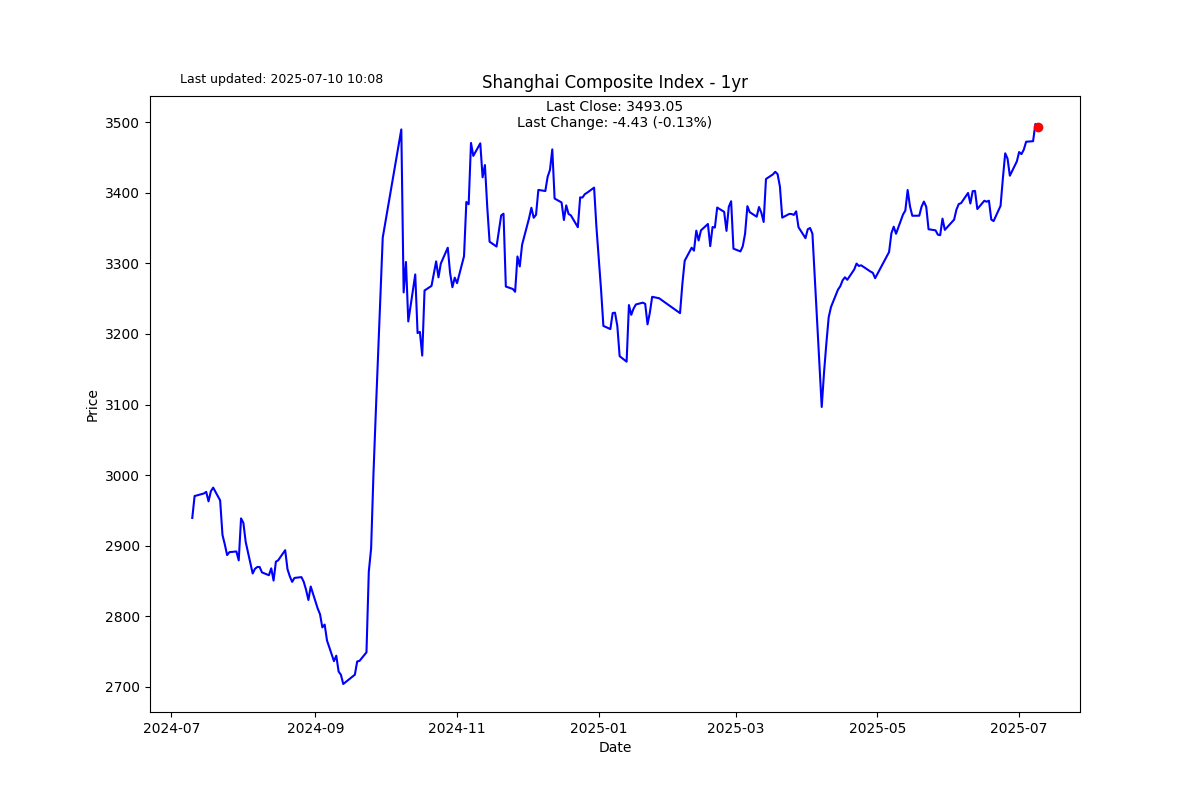 Last updated: 2025-07-10 10:08
Shanghai Composite Index - 1yr
Last Close: 3493.05
Last Change: -4.43 (-0.13%)
3500
3400
3300
3200
3100
3000
2900
2800
2700
Price
2024-07
2024-09
2024-11
2025-01
2025-03
2025-05
2025-07
Date